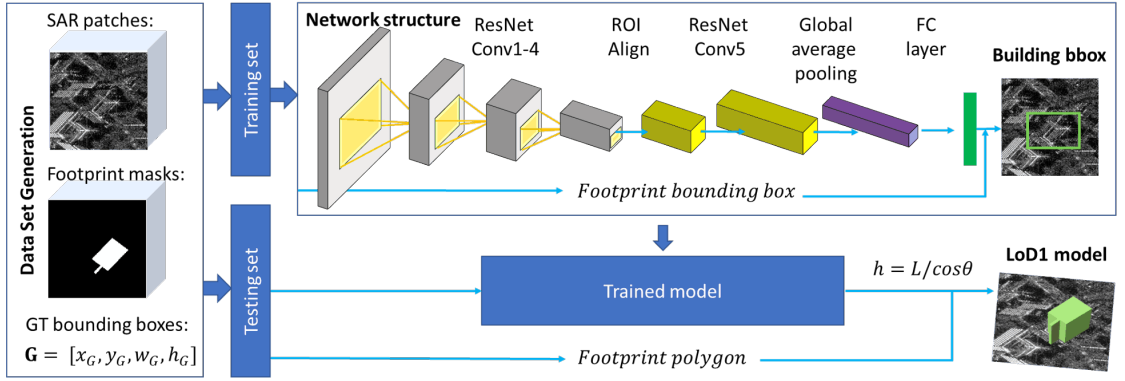 SAR patches:
Data Set Generation
Footprint masks:
GT bounding boxes:
G = [x_G, y_G, w_G, h_G]
Training set
Network structure
ResNet
Conv1-4
ROI
Align
ResNet
Conv5
Global
average
pooling
FC
layer
Building bbox
Footprint bounding box
Testing set
Trained model
h = L/cosθ
LoD1 model
Footprint polygon